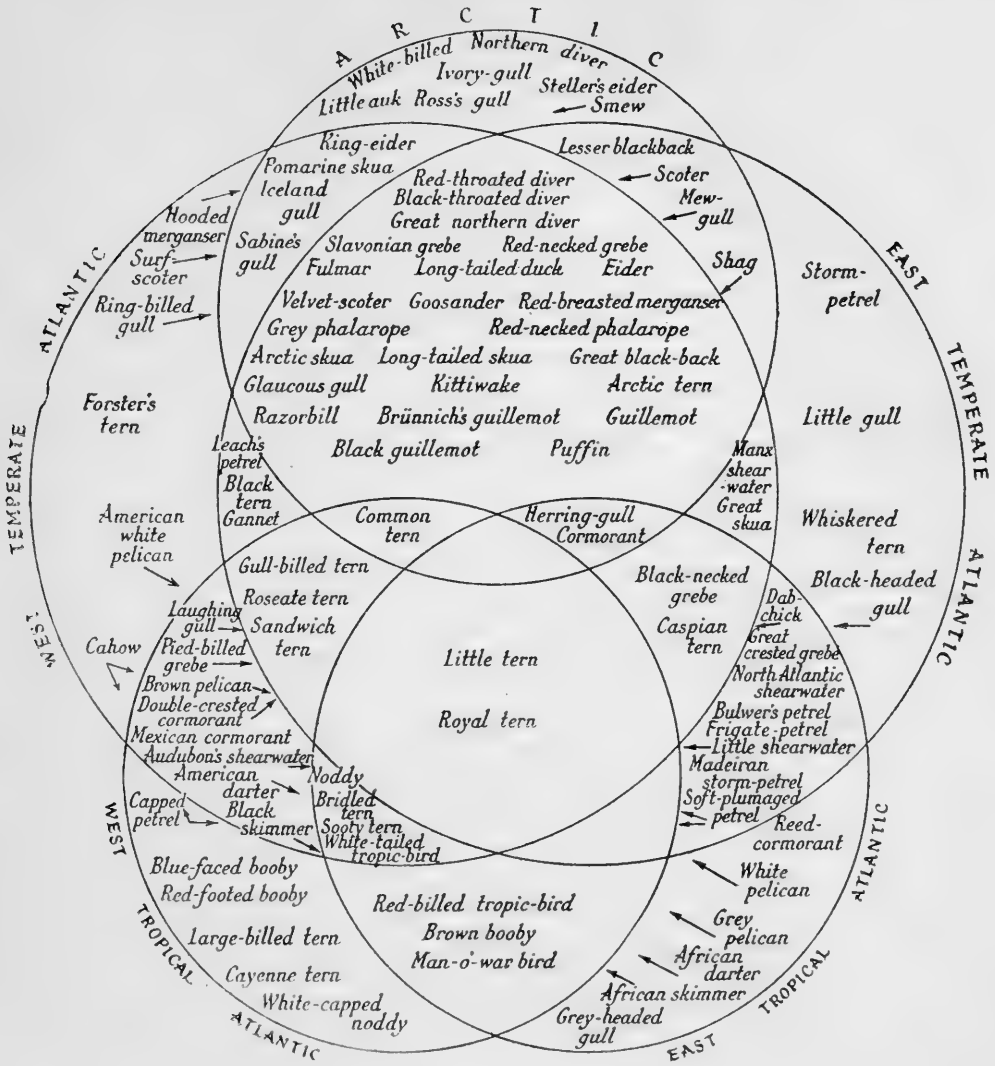 ARCTIC
White-billed Northern diver
Ivory-gull
Steller's eider
Little auk Ross's gull
Smew
King-eider
Lesser blackback
Pomarine skua
Scoter
Iceland
gull
Red-throated diver
Black-throated diver
Great northern diver
Mew-
gull
Hooded
merganser
Surf-
scoter
Sabine's
gull
Slavonian grebe Red-necked grebe
Fulmar Long-tailed duck Eider
Shag
Storm-
petrel
Ring-billed
gull
Velvet-scoter Goosander Red-breasted merganser
Grey phalarope Red-necked phalarope
Arctic skua Long-tailed skua Great black-back
Glaucous gull Kittiwake Arctic tern
Razorbill Brünnich's guillemot Guillemot
Black guillemot Puffin
Forster's
tern
Little gull
Leach's
petrel
Black
tern
Gannet
Manx
shear
-water
Great
skua
American
white
pelican
Common
tern
Herring-gull
Cormorant
Whiskered
tern
Black-headed
gull
Gull-billed tern
Roseate tern
Sandwich
tern
Black-necked
grebe
Caspian
tern
Dab-
chick
Great
crested grebe
Laughing
gull
Pied-billed
grebe
Cahow
Brown pelican
Double-crested
cormorant
Mexican cormorant
Audubon's shearwater
American
darter
Little tern
Royal tern
North Atlantic
shearwater
Bulwer's petrel
Frigate-petrel
Little shearwater
Madeiran
storm-petrel
Soft-plumaged
petrel
Noddy
Bridled
tern
Sooty tern
White-tailed
tropic-bird
Capped
petrel
Black
skimmer
Reed-
cormorant
White
pelican
Blue-faced booby
Red-footed booby
Large-billed tern
Cayenne tern
White-capped
noddy
Red-billed tropic-bird
Brown booby
Man-o'-war bird
Grey
pelican
African
darter
African skimmer
Grey-headed
gull
WEST TEMPERATE ATLANTIC
EAST TEMPERATE ATLANTIC
WEST TROPICAL ATLANTIC
EAST TROPICAL ATLANTIC